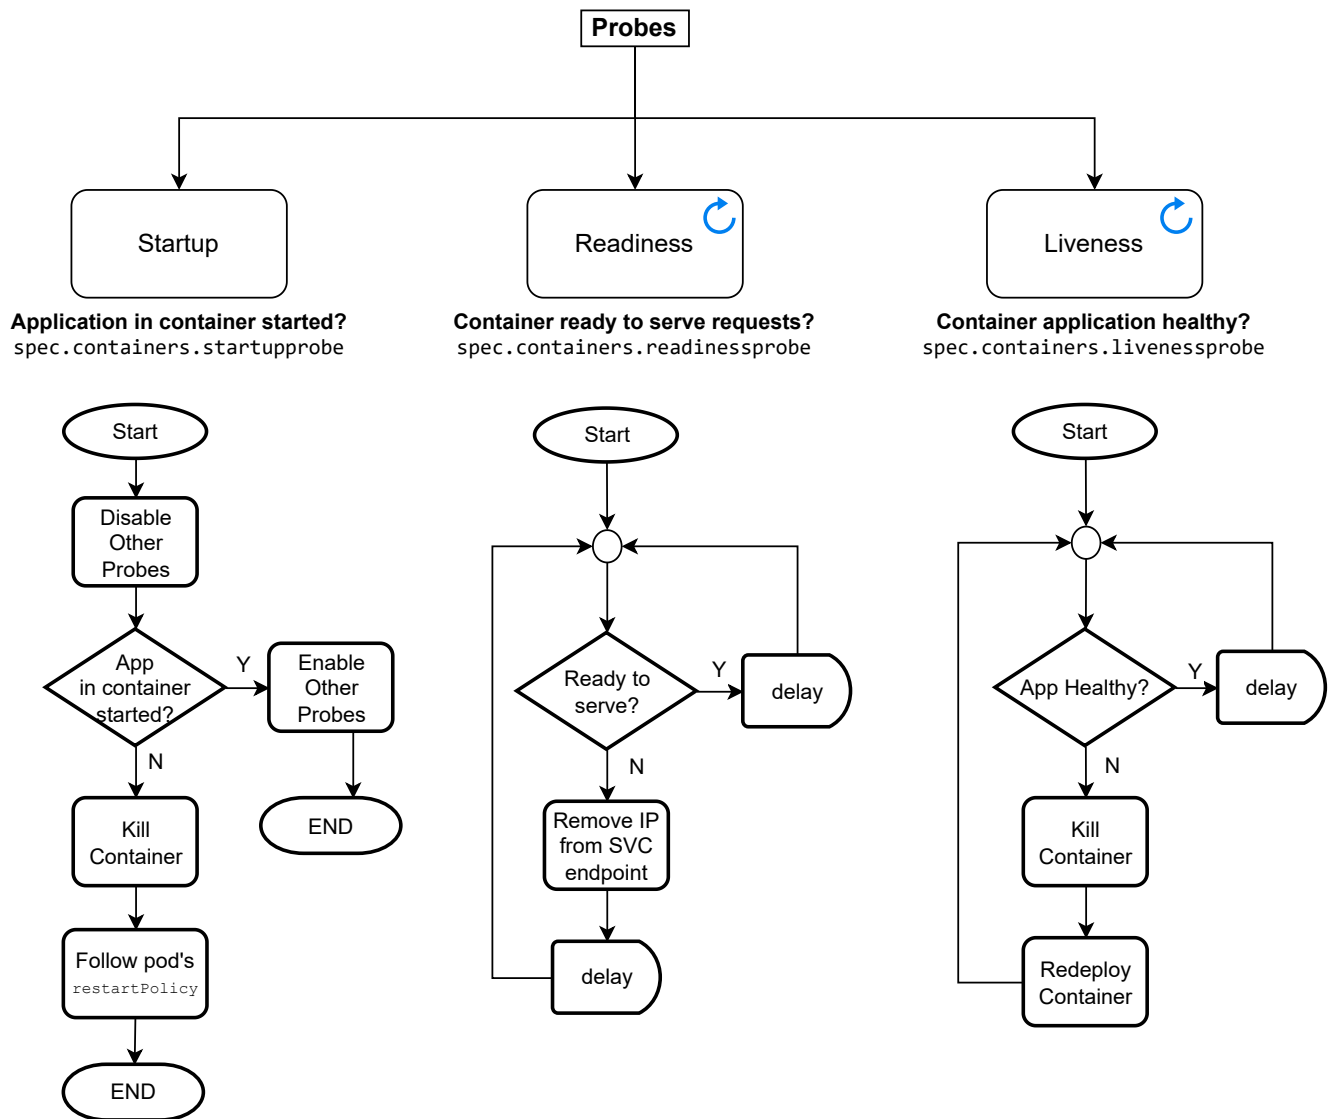 Probes
Startup
Readiness
Liveness
Application in container started?
spec.containers.startupprobe
Container ready to serve requests?
spec.containers.readinessprobe
Container application healthy?
spec.containers.livenessprobe
Start
Disable
Other
Probes
App
in container
started?
Y
Enable
Other
Probes
END
N
Kill
Container
Follow pod's
restartPolicy
END
Start
Ready to
serve?
Y
delay
N
Remove IP
from SVC
endpoint
delay
Start
App Healthy?
Y
delay
N
Kill
Container
Redeploy
Container